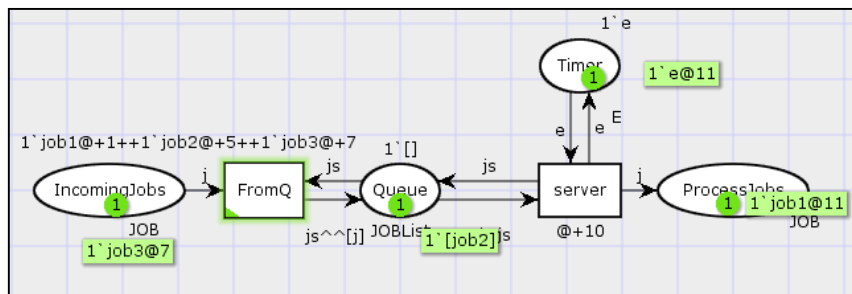 1`e
Timer
1
1`e@11
e
e
E
1`job1@+1++1`job2@+5++1`job3@+7
1`[]
j
js
js
j
IncomingJobs
FromQ
Queue
server
ProcessJobs
1
1
1
1`job1@11
JOB
js^^[j]
JOBList
1`[job2]
js
@+10
JOB
1`job3@7